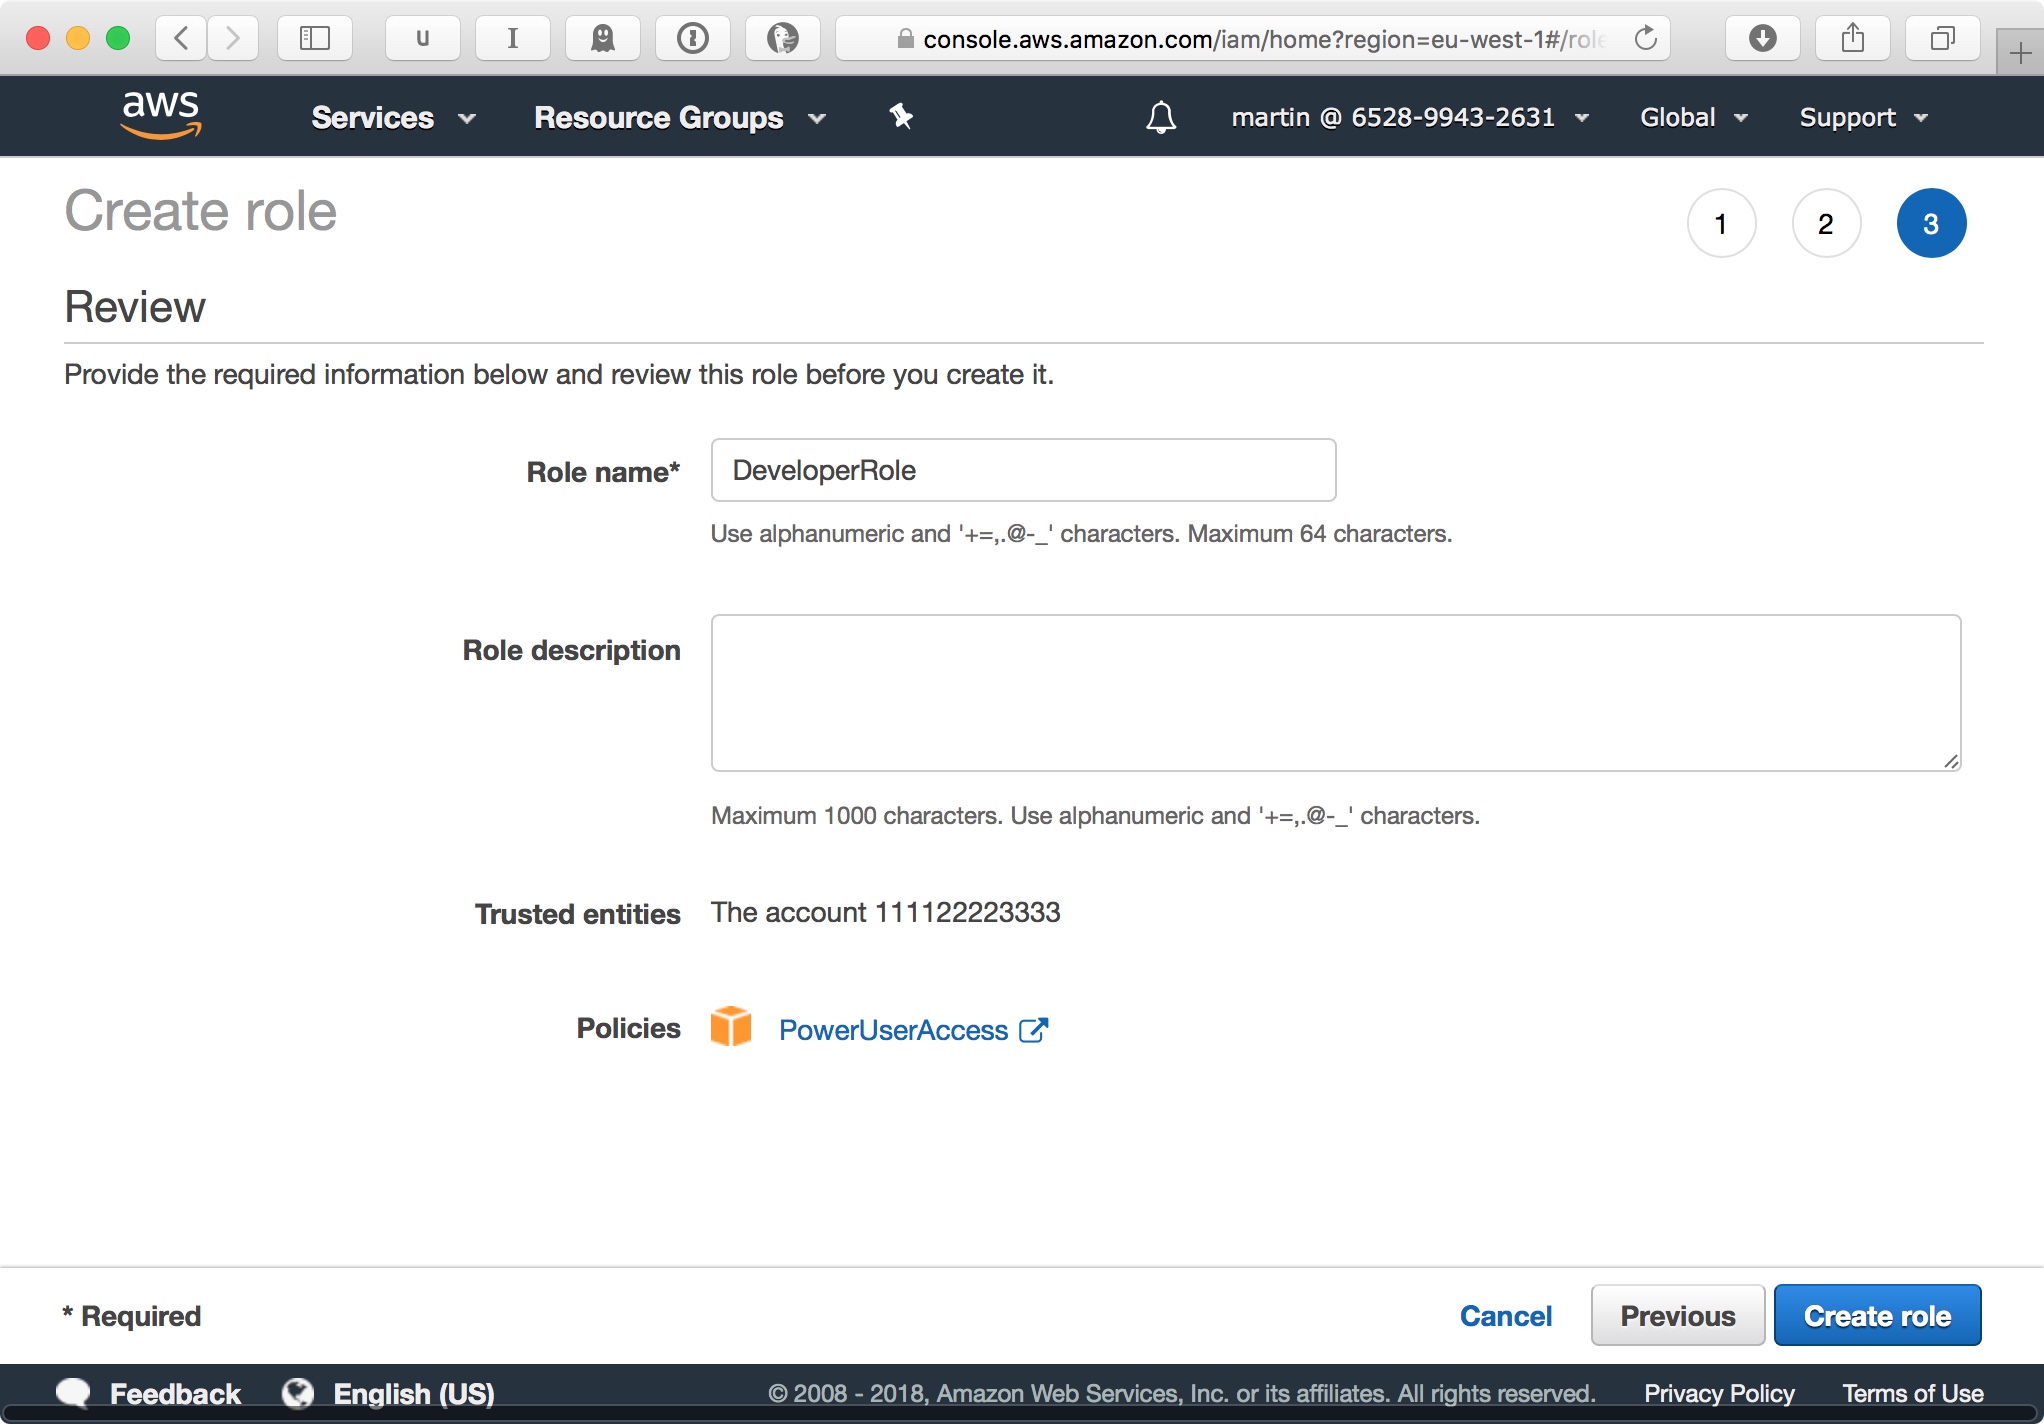 u
I
console.aws.amazon.com/iam/home?region=eu-west-1#/role
aws
Services
Resource Groups
martin @ 6528-9943-2631
Global
Support
Create role
1
2
3
Review
Provide the required information below and review this role before you create it.
Role name*
DeveloperRole
Use alphanumeric and '+=,.@-_' characters. Maximum 64 characters.
Role description
Maximum 1000 characters. Use alphanumeric and '+=,.@-_' characters.
Trusted entities
The account 111122223333
Policies
PowerUserAccess
* Required
Cancel
Previous
Create role
Feedback
English (US)
© 2008 - 2018, Amazon Web Services, Inc. or its affiliates. All rights reserved.
Privacy Policy
Terms of Use